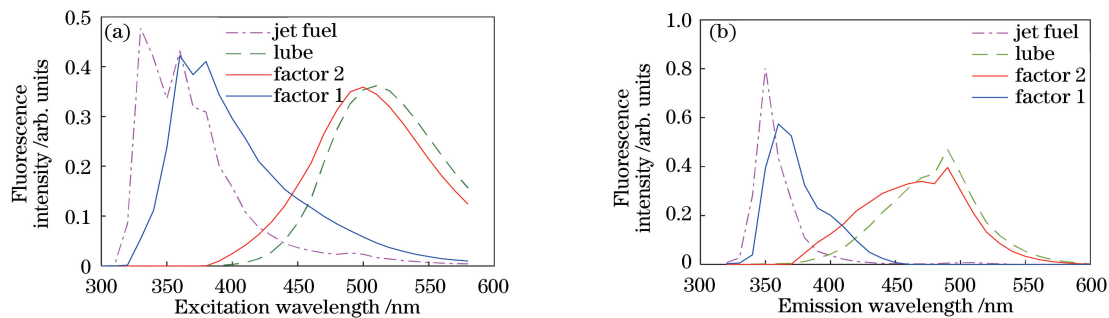 (a)
jet fuel
lube
factor 2
factor 1
0.5
0.4
0.3
0.2
0.1
0
300 350 400 450 500 550 600
Fluorescence
intensity /arb. units
Excitation wavelength /nm
(b)
jet fuel
lube
factor 2
factor 1
1.0
0.8
0.6
0.4
0.2
0.0
300 350 400 450 500 550 600
Fluorescence
intensity /arb. units
Emission wavelength /nm